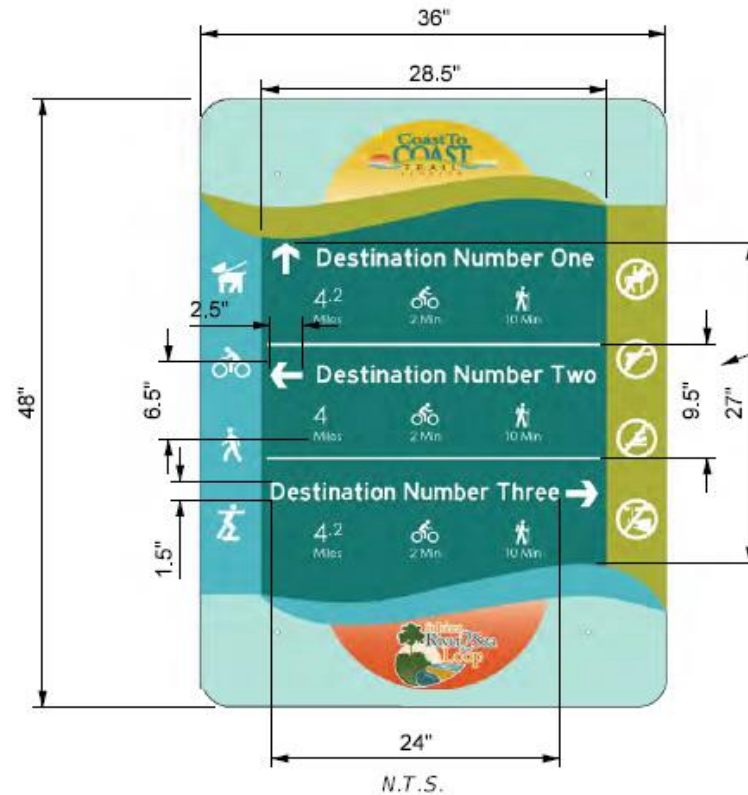 36"
28.5"
Coast To
COAST
TRAIL
Destination Number One
4.2
Miles
2 Min
10 Min
2.5"
Destination Number Two
4
Miles
2 Min
10 Min
48"
6.5"
9.5"
27"
Destination Number Three
4.2
Miles
2 Min
10 Min
1.5"
River Sea
Loop
24"
N.T.S.